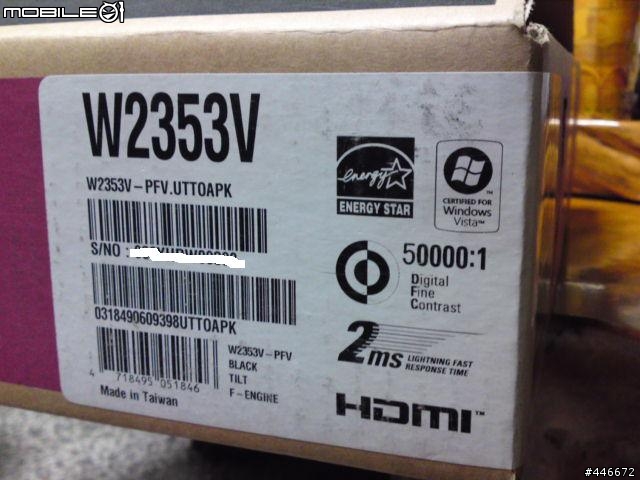 MOBILE01
W2353V
W2353V-PFV.UTTOAPK
S/NO :
0318490609398UTTOAPK
4 718495 051846
W2353V-PFV
BLACK
TILT
F-ENGINE
Made in Taiwan
energy
ENERGY STAR
CERTIFIED FOR
Windows
Vista™
50000:1
Digital
Fine
Contrast
2ms LIGHTNING FAST
RESPONSE TIME
HDMI™
#446672